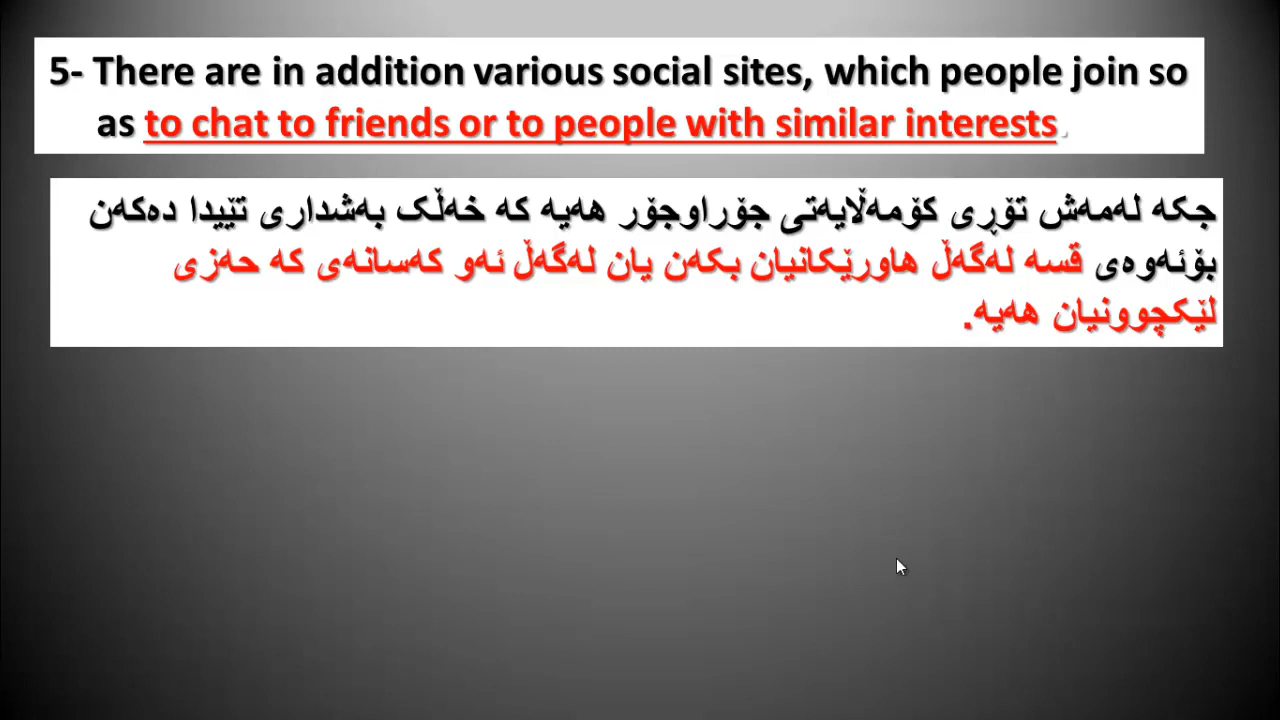 5- There are in addition various social sites, which people join so
as to chat to friends or to people with similar interests.
جکە لەمەش تۆڕی کۆمەڵایەتی جۆراوجۆر هەیە کە خەڵک بەشداری تێیدا دەکەن
بۆئەوەی قسە لەگەڵ هاورێکانیان بکەن یان لەگەڵ ئەو کەسانەی کە حەزی
لێکچوونیان هەیە.